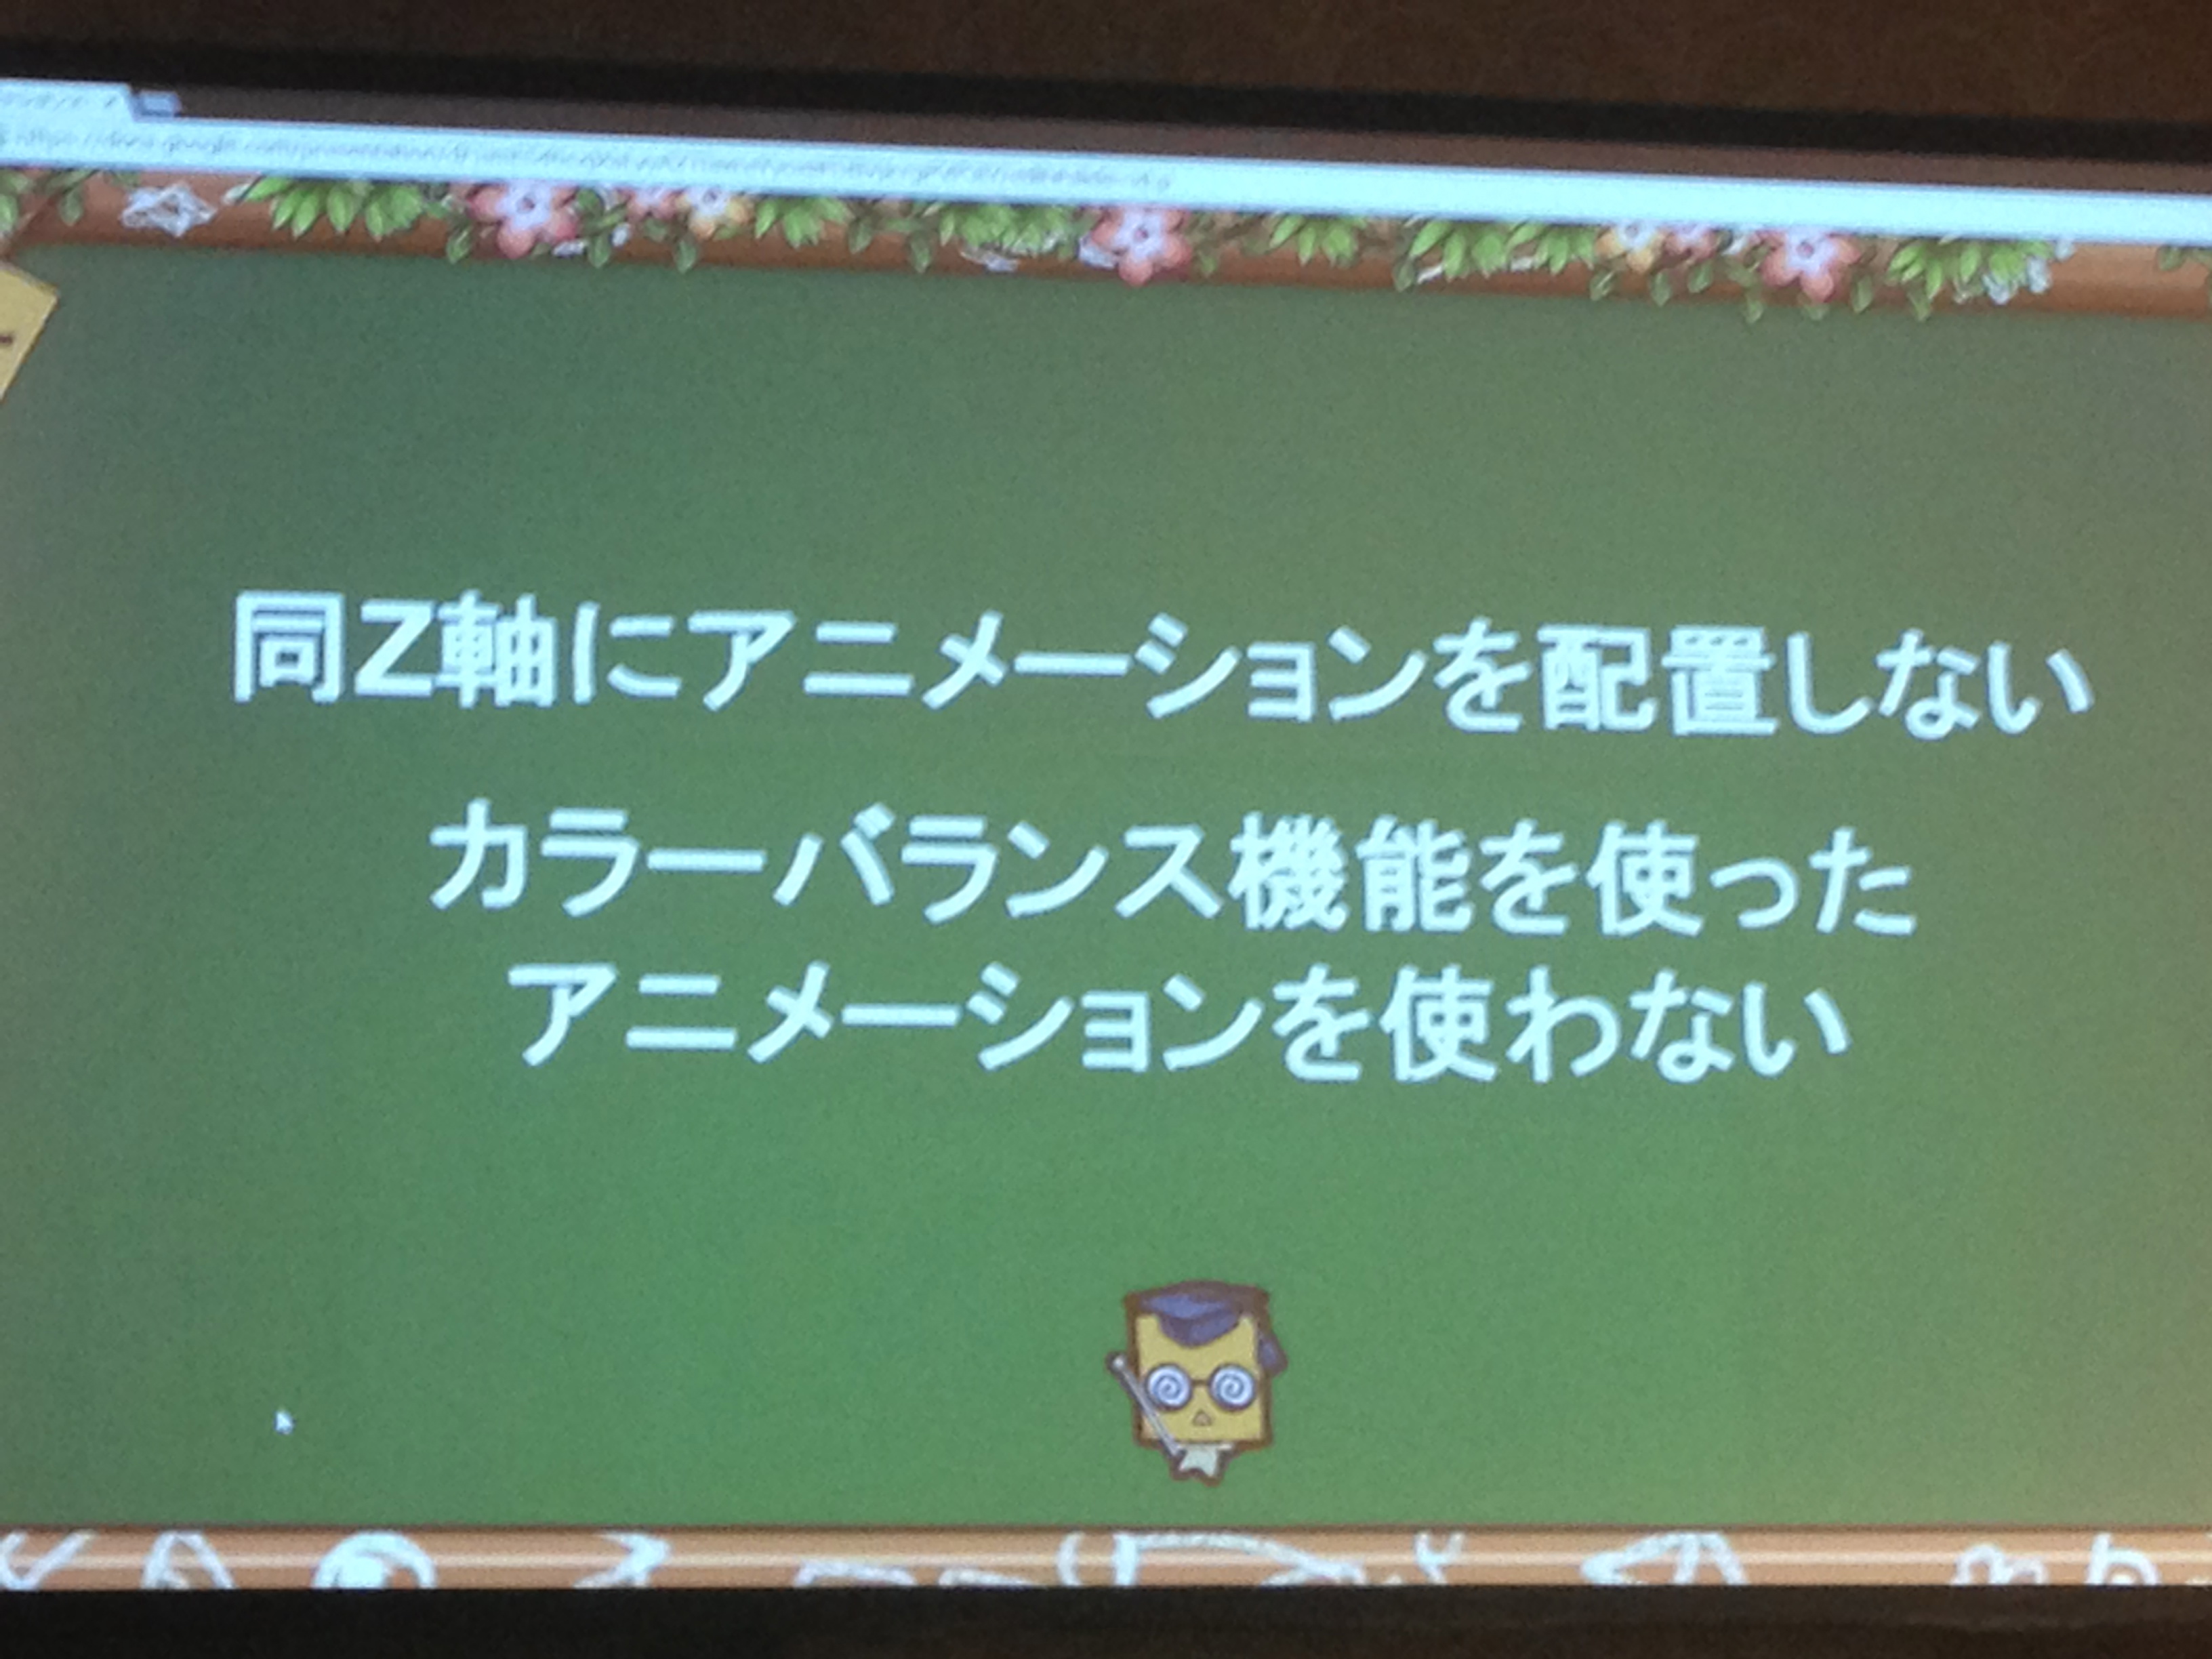 同Z軸にアニメーションを配置しない
カラーバランス機能を使った
アニメーションを使わない